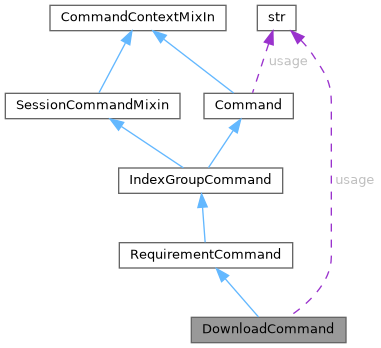 CommandContextMixIn
str
usage
SessionCommandMixin
Command
IndexGroupCommand
usage
RequirementCommand
DownloadCommand